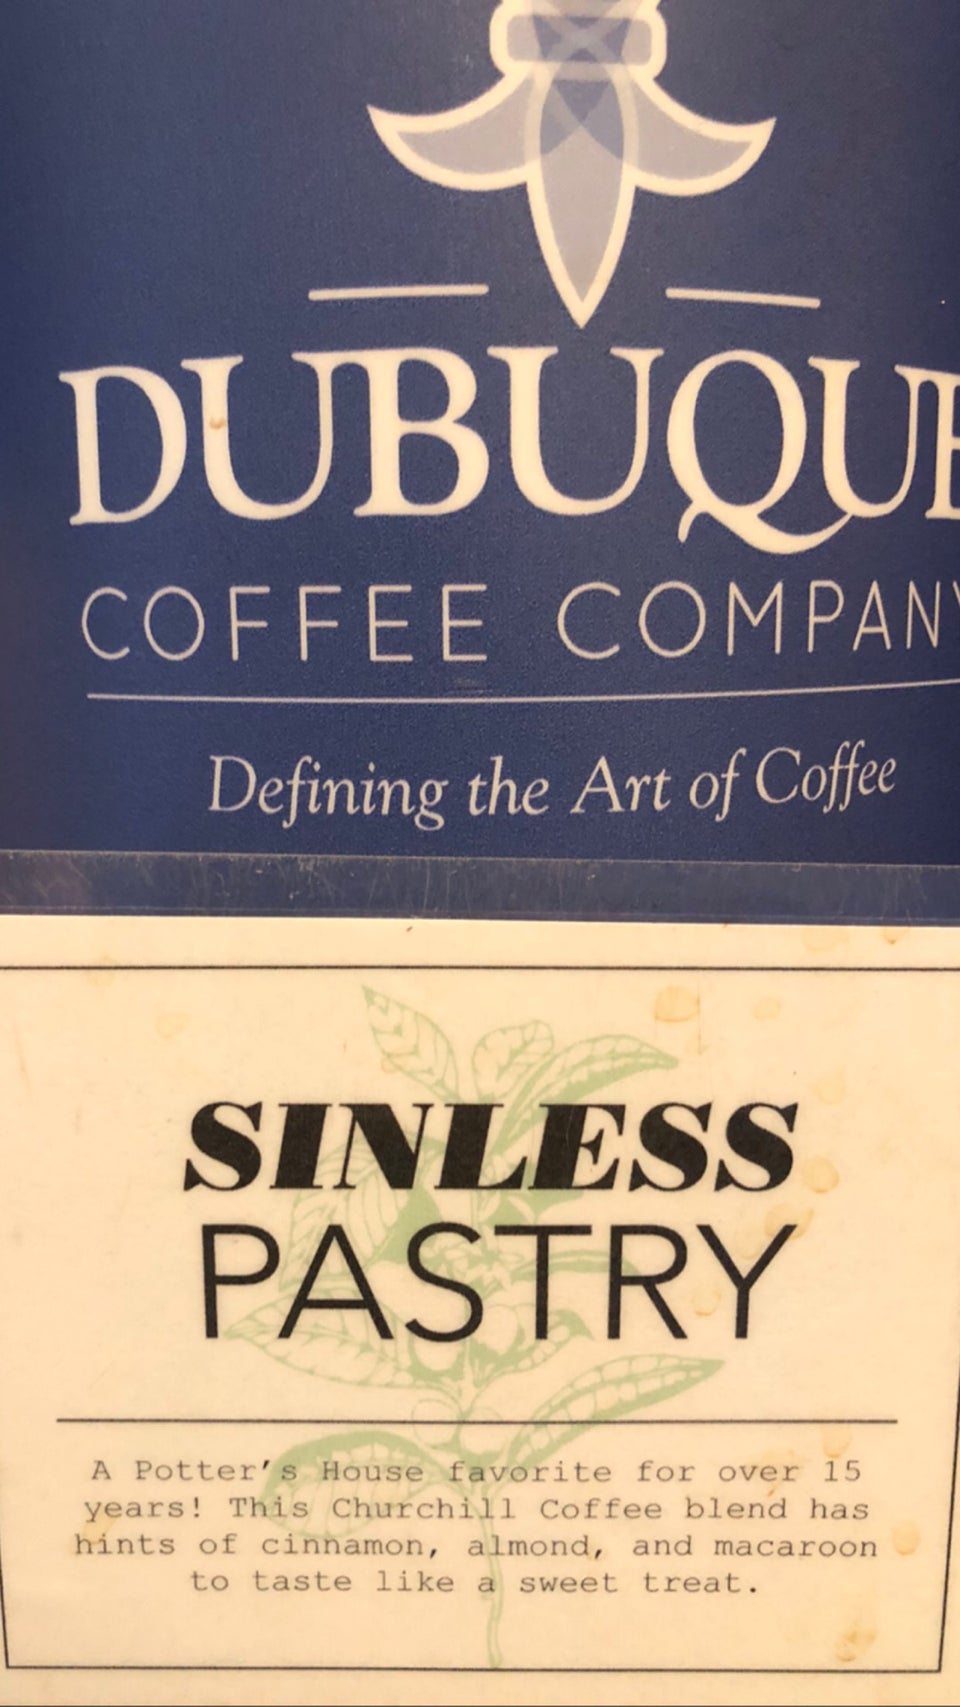 DUBUQUE
COFFEE COMPANY
Defining the Art of Coffee
SINLESS
PASTRY
A Potter's House favorite for over 15
years! This Churchill Coffee blend has
hints of cinnamon, almond, and macaroon
to taste like a sweet treat.